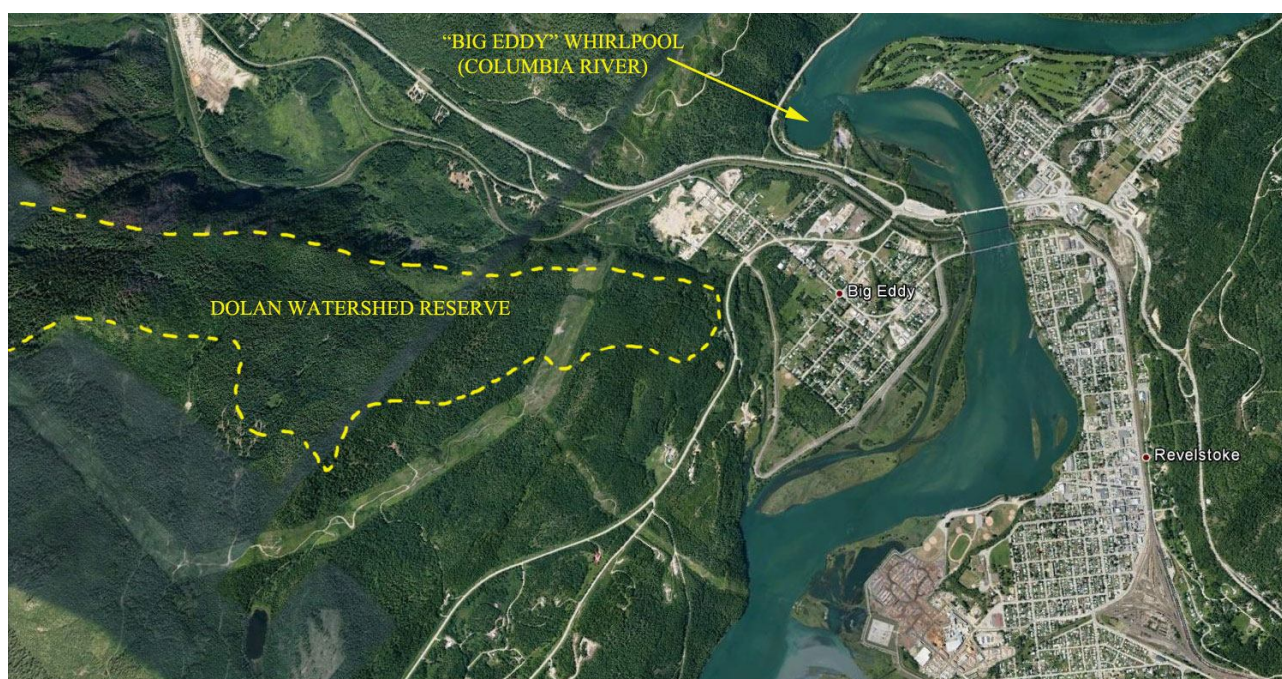 “BIG EDDY” WHIRLPOOL
(COLUMBIA RIVER)
DOLAN WATERSHED RESERVE
Big Eddy
Revelstoke